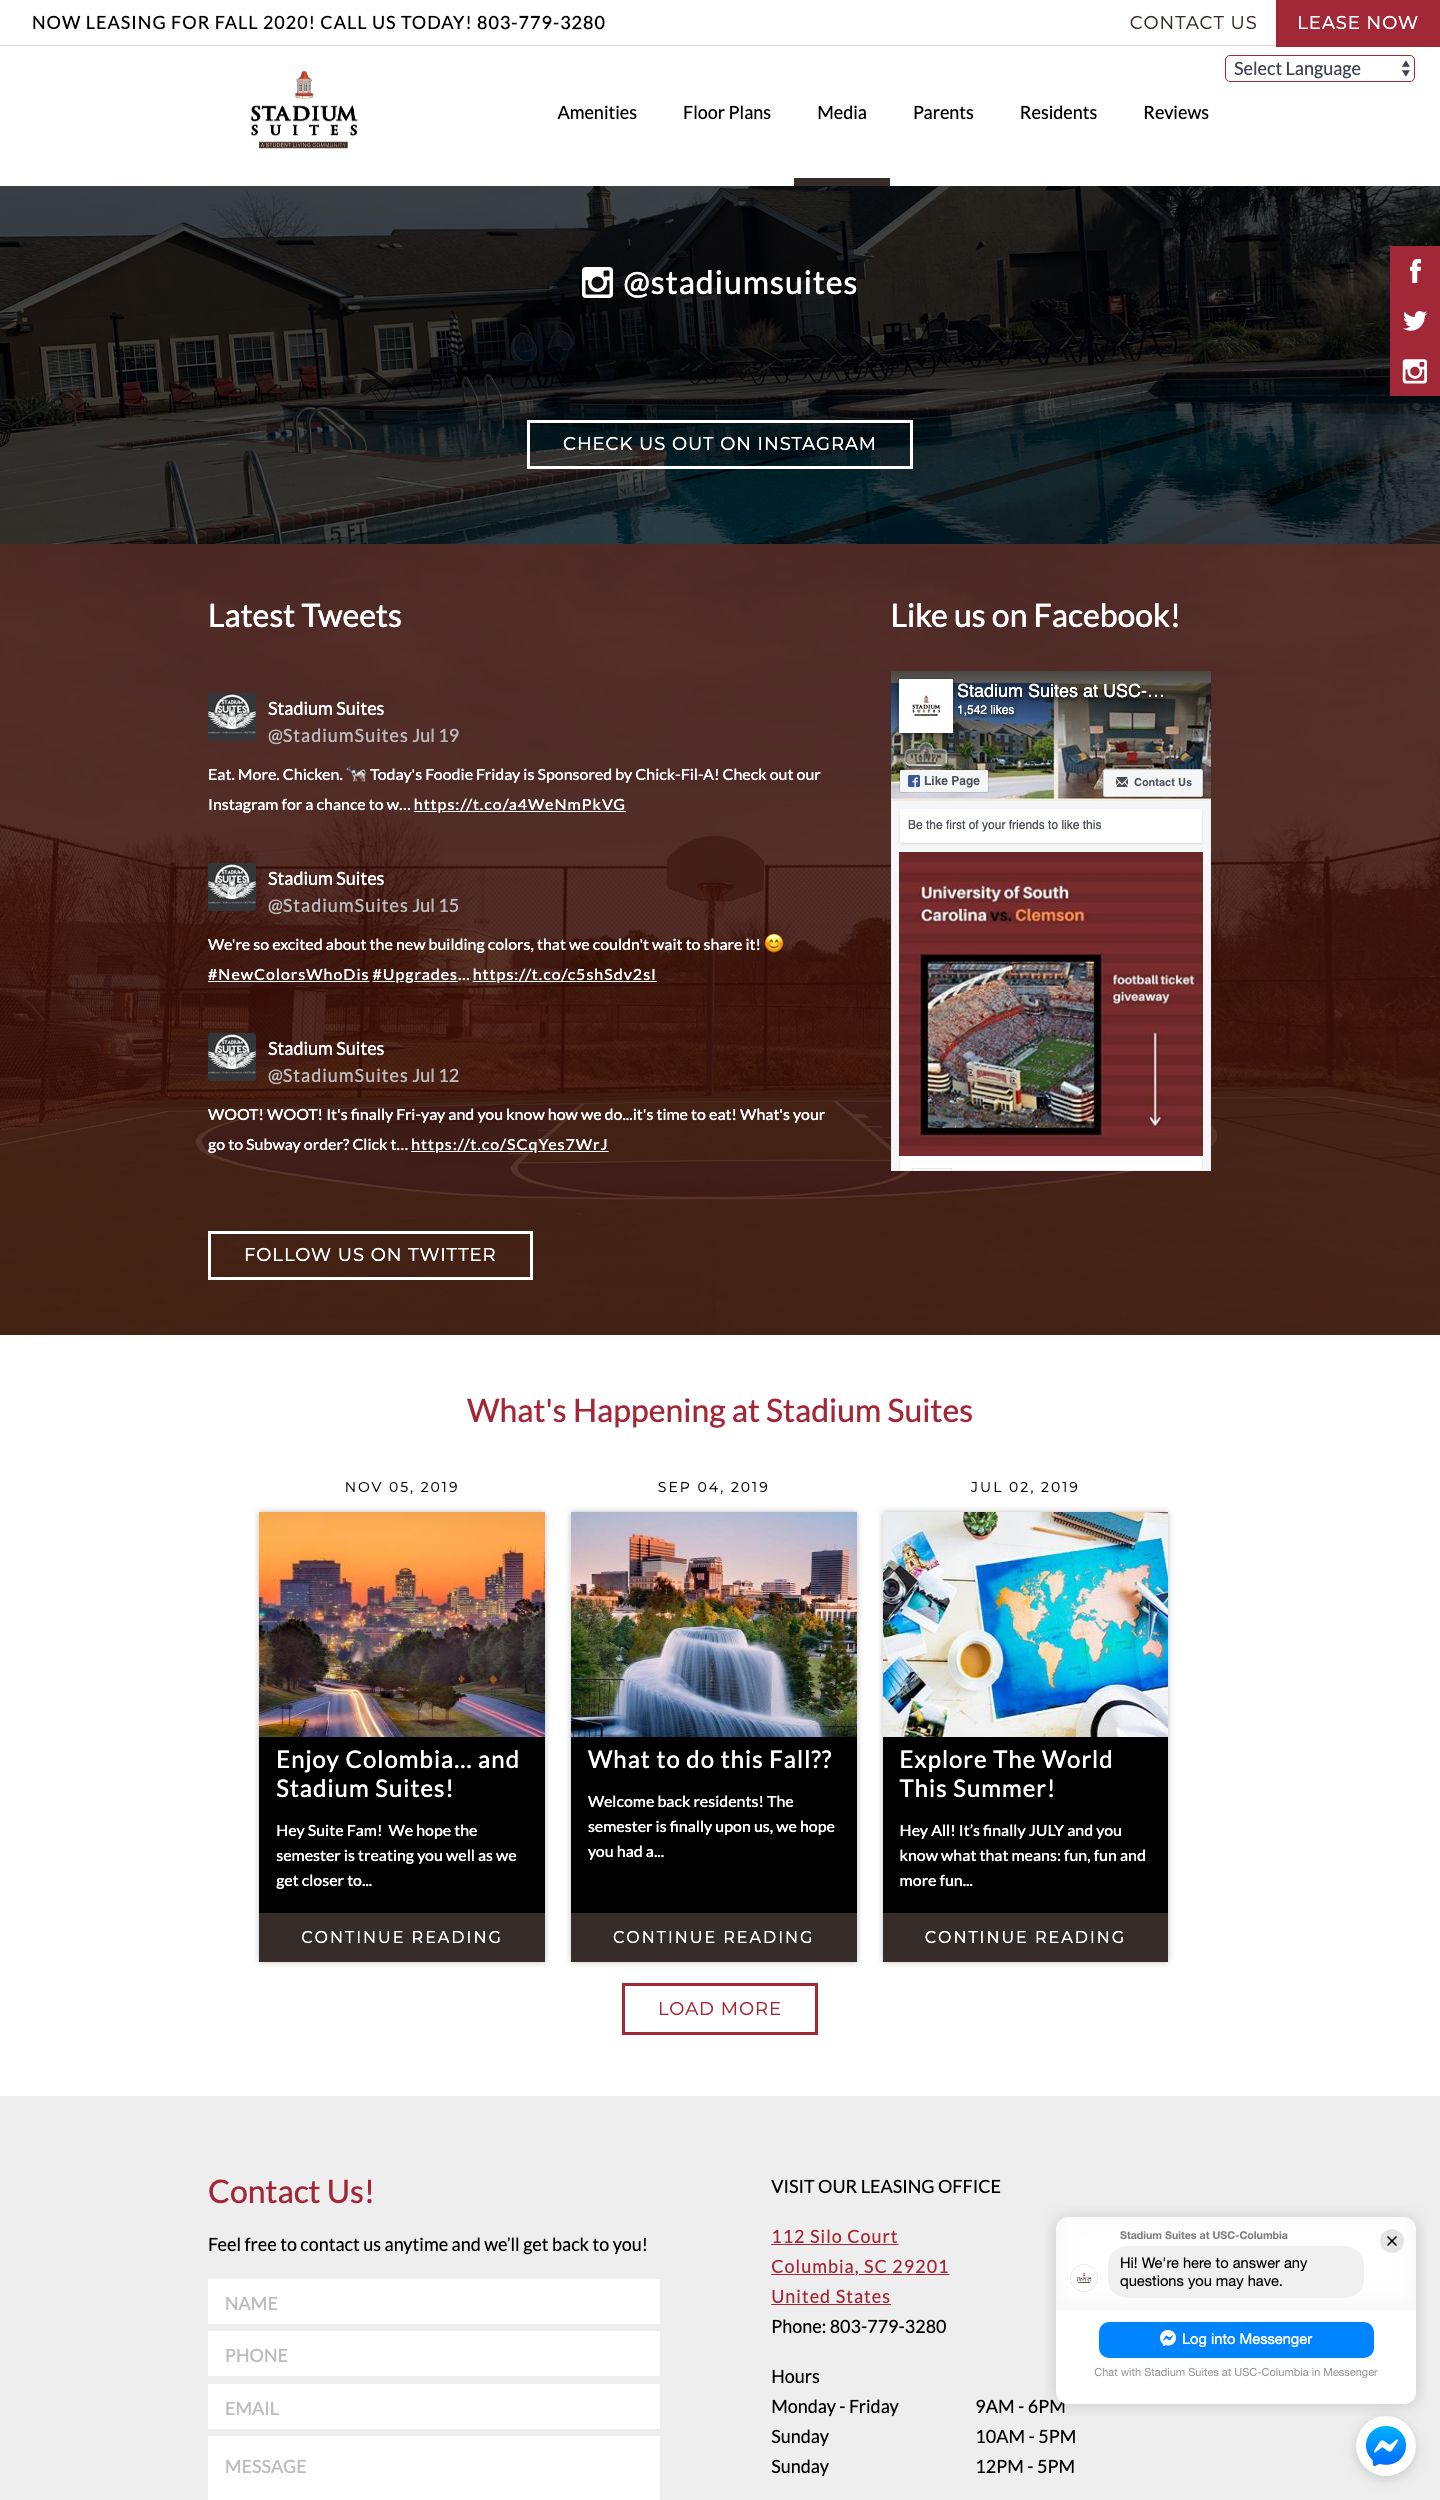 NOW LEASING FOR FALL 2020! CALL US TODAY! 803-779-3280
CONTACT US
LEASE NOW
Select Language
STADIUM
SUITES
A STUDENT LIVING COMMUNITY
Amenities
Floor Plans
Media
Parents
Residents
Reviews
@stadiumsuites
CHECK US OUT ON INSTAGRAM
5 FT
Latest Tweets
Stadium Suites
@StadiumSuites Jul 19
Eat. More. Chicken. 🐄 Today's Foodie Friday is Sponsored by Chick-Fil-A! Check out our
Instagram for a chance to w… https://t.co/a4WeNmPkVG
Stadium Suites
@StadiumSuites Jul 15
We're so excited about the new building colors, that we couldn't wait to share it! 😊
#NewColorsWhoDis #Upgrades… https://t.co/c5shSdv2sI
Stadium Suites
@StadiumSuites Jul 12
WOOT! WOOT! It's finally Fri-yay and you know how we do...it's time to eat! What's your
go to Subway order? Click t… https://t.co/SCqYes7WrJ
FOLLOW US ON TWITTER
Like us on Facebook!
STADIUM
SUITES
Stadium Suites at USC-…
1,542 likes
Like Page
Contact Us
Be the first of your friends to like this
University of South
Carolina vs. Clemson
football ticket
giveaway
What's Happening at Stadium Suites
NOV 05, 2019
Enjoy Colombia... and
Stadium Suites!
Hey Suite Fam!  We hope the
semester is treating you well as we
get closer to...
CONTINUE READING
SEP 04, 2019
What to do this Fall??
Welcome back residents! The
semester is finally upon us, we hope
you had a...
CONTINUE READING
JUL 02, 2019
Explore The World
This Summer!
Hey All! It’s finally JULY and you
know what that means: fun, fun and
more fun...
CONTINUE READING
LOAD MORE
Contact Us!
Feel free to contact us anytime and we’ll get back to you!
NAME
PHONE
EMAIL
MESSAGE
VISIT OUR LEASING OFFICE
112 Silo Court
Columbia, SC 29201
United States
Phone: 803-779-3280
Hours
Monday - Friday 9AM - 6PM
Sunday 10AM - 5PM
Sunday 12PM - 5PM
Stadium Suites at USC-Columbia
Hi! We're here to answer any
questions you may have.
Log into Messenger
Chat with Stadium Suites at USC-Columbia in Messenger